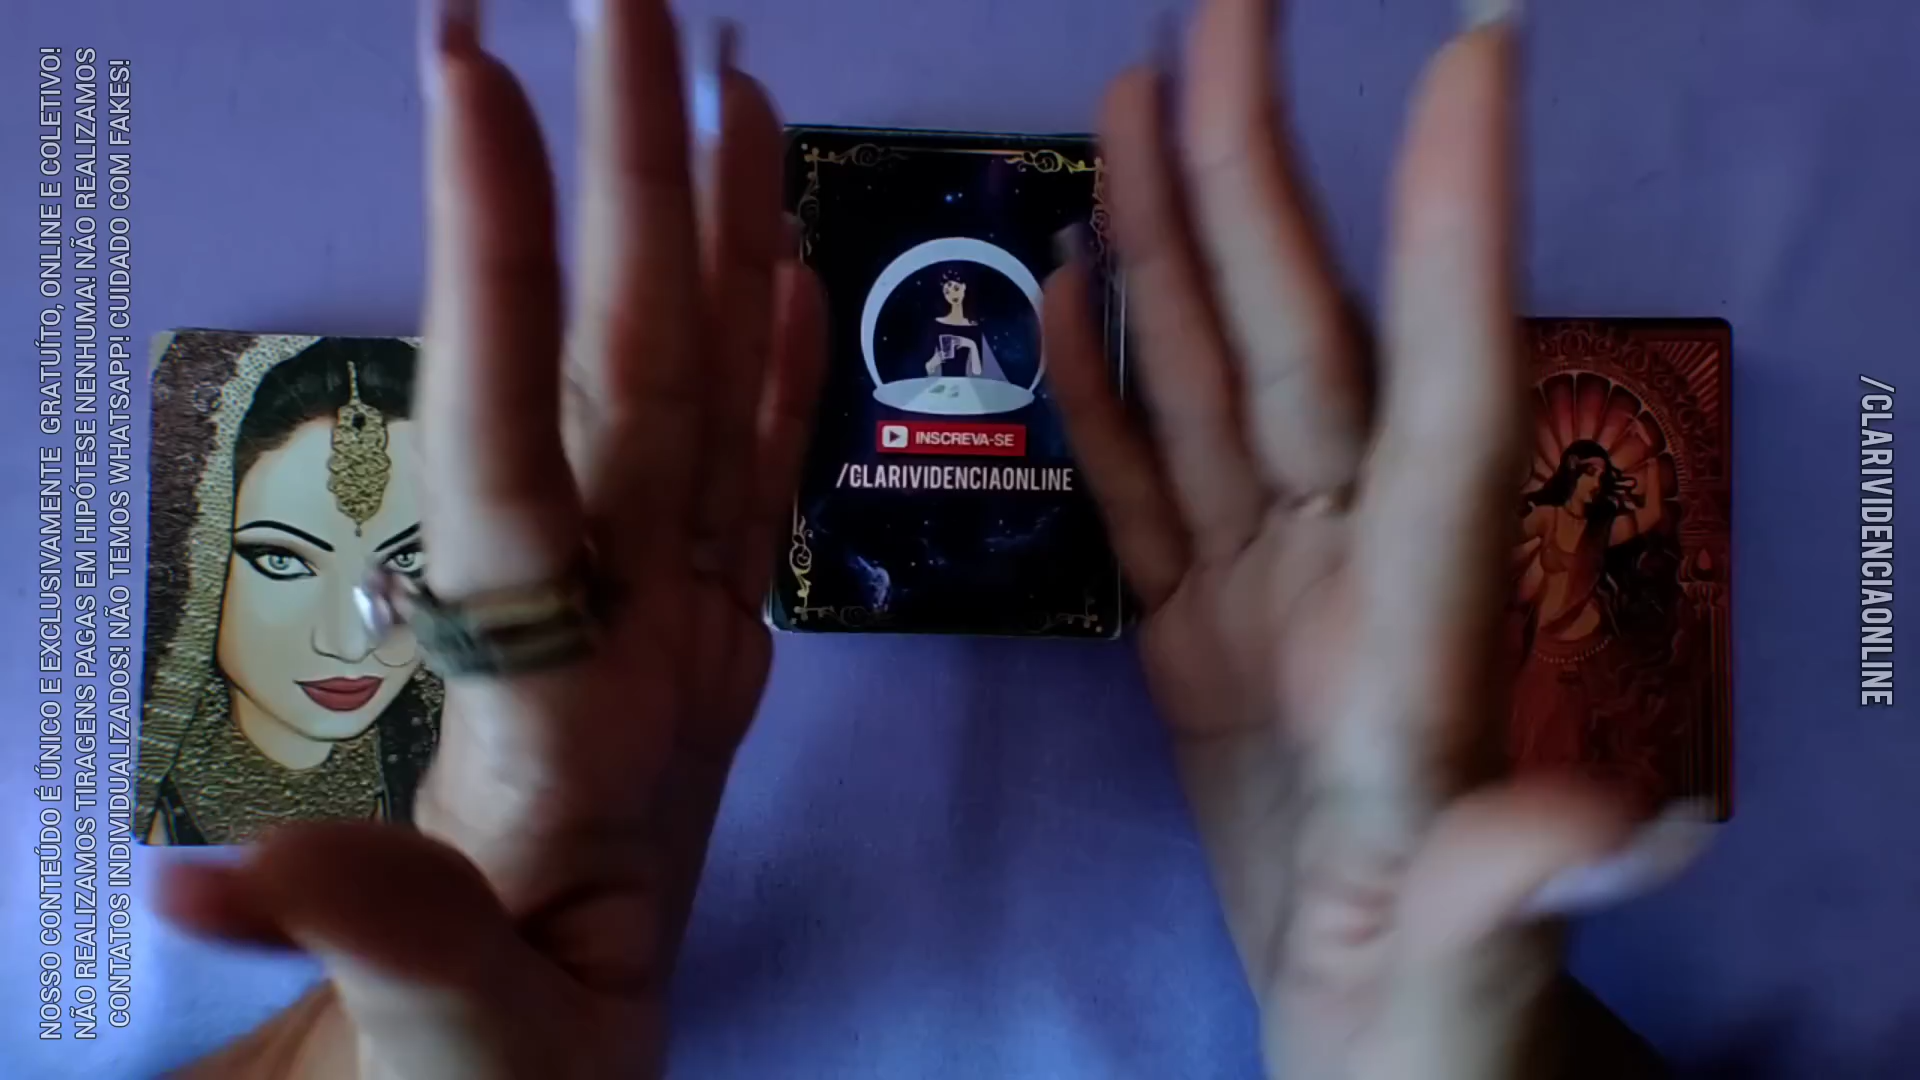 NOSSO CONTEÚDO É ÚNICO E EXCLUSIVAMENTE GRATUÍTO, ONLINE E COLETIVO!
NÃO REALIZAMOS TIRAGENS PAGAS EM HIPÓTESE NENHUMA! NÃO REALIZAMOS
CONTATOS INDIVIDUALIZADOS! NÃO TEMOS WHATSAPP! CUIDADO COM FAKES!
INSCREVA-SE
/CLARIVIDENCIAONLINE
/CLARIVIDENCIAONLINE